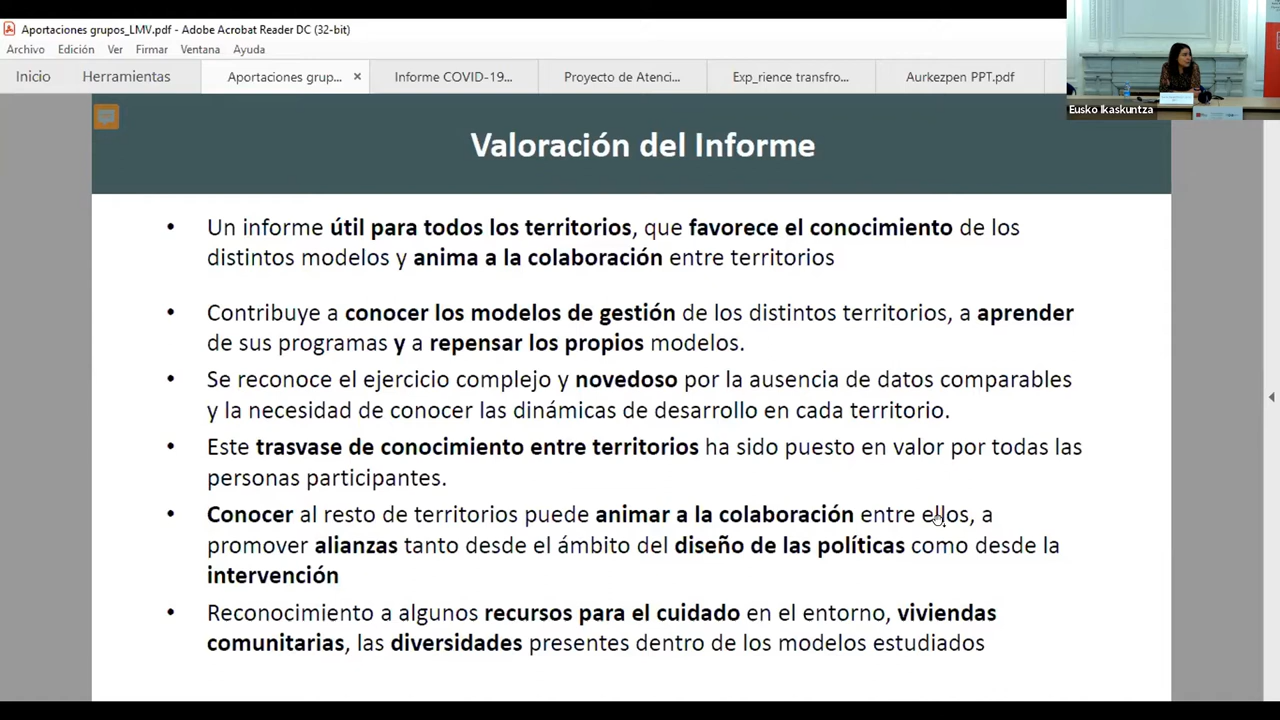 Aportaciones grupos_LMV.pdf - Adobe Acrobat Reader DC (32-bit)
Archivo Edición Ver Firmar Ventana Ayuda
Inicio Herramientas Aportaciones grup... × Informe COVID-19... Proyecto de Atenci... Exp_rience transfro... Aurkezpen PPT.pdf
Eusko Ikaskuntza
Valoración del Informe
• Un informe útil para todos los territorios, que favorece el conocimiento de los
distintos modelos y anima a la colaboración entre territorios
• Contribuye a conocer los modelos de gestión de los distintos territorios, a aprender
de sus programas y a repensar los propios modelos.
• Se reconoce el ejercicio complejo y novedoso por la ausencia de datos comparables
y la necesidad de conocer las dinámicas de desarrollo en cada territorio.
• Este trasvase de conocimiento entre territorios ha sido puesto en valor por todas las
personas participantes.
• Conocer al resto de territorios puede animar a la colaboración entre ellos, a
promover alianzas tanto desde el ámbito del diseño de las políticas como desde la
intervención
• Reconocimiento a algunos recursos para el cuidado en el entorno, viviendas
comunitarias, las diversidades presentes dentro de los modelos estudiados